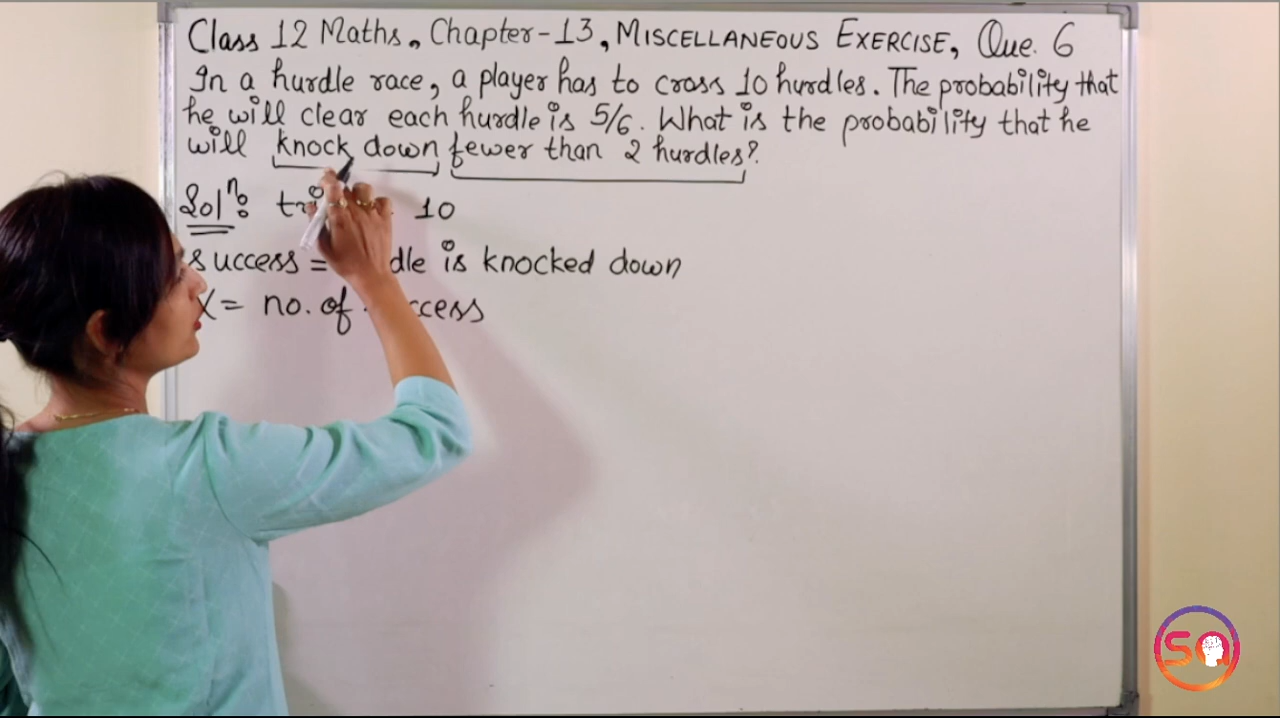 Class 12 Maths, Chapter-13, MISCELLANEOUS EXERCISE, Que. 6
In a hurdle race, a player has to cross 10 hurdles. The probability that
he will clear each hurdle is 5/6. What is the probability that he
will knock down fewer than 2 hurdles?
Solⁿ: 10
success = is knocked down
X = no. of
SQ